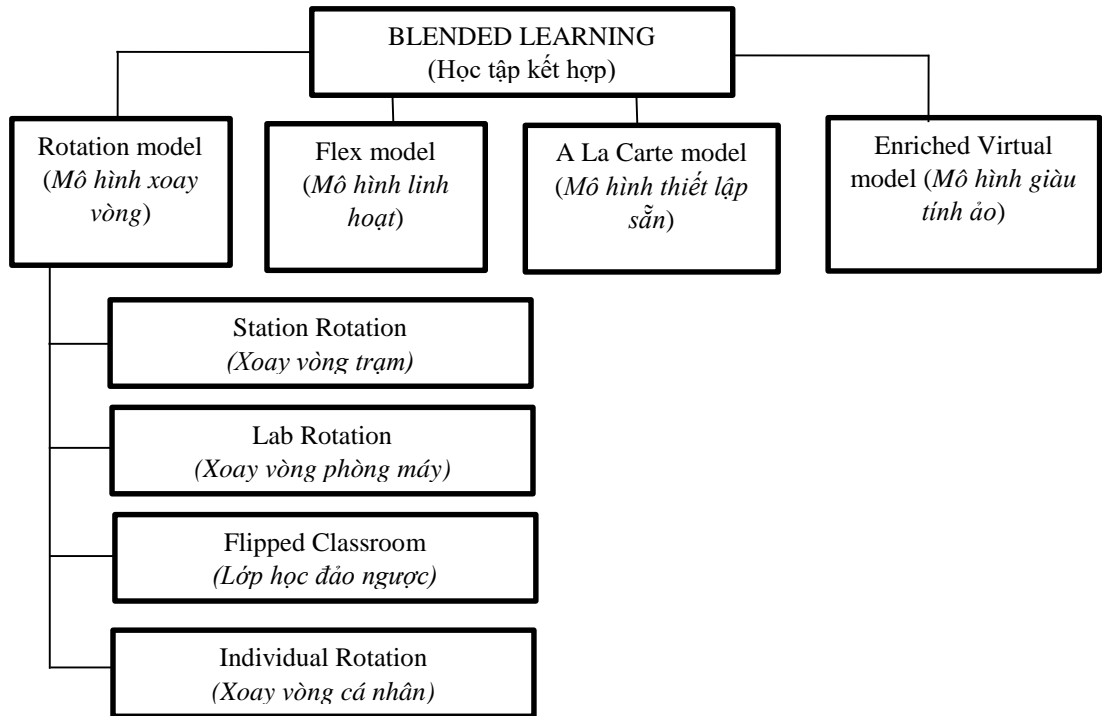 BLENDED LEARNING
(Học tập kết hợp)
Rotation model
(Mô hình xoay
vòng)
Flex model
(Mô hình linh
hoạt)
A La Carte model
(Mô hình thiết lập
sẵn)
Enriched Virtual
model (Mô hình giàu
tính ảo)
Station Rotation
(Xoay vòng trạm)
Lab Rotation
(Xoay vòng phòng máy)
Flipped Classroom
(Lớp học đảo ngược)
Individual Rotation
(Xoay vòng cá nhân)